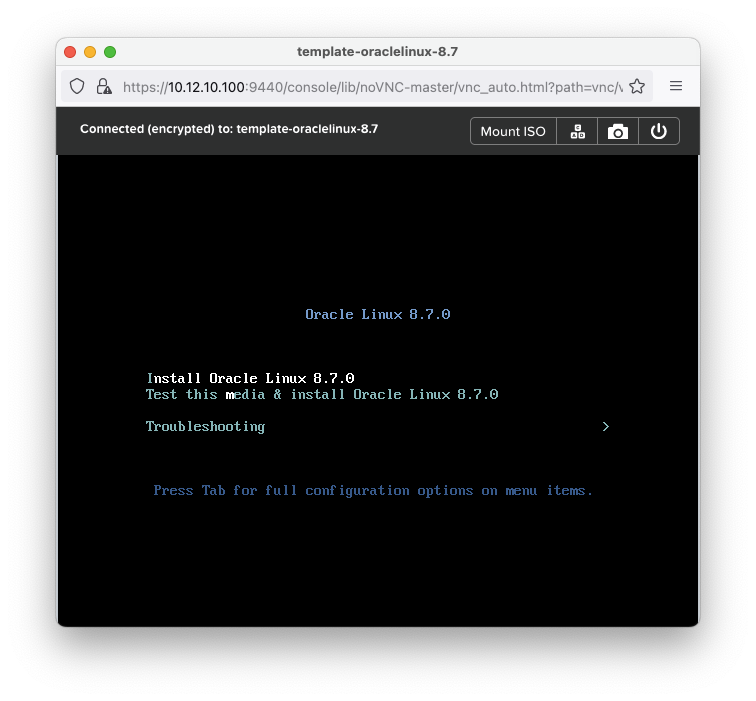 template-oraclelinux-8.7
https://10.12.10.100:9440/console/lib/noVNC-master/vnc_auto.html?path=vnc/v
Connected (encrypted) to: template-oraclelinux-8.7
Mount ISO
C
A D
Oracle Linux 8.7.0
Install Oracle Linux 8.7.0
Test this media & install Oracle Linux 8.7.0
Troubleshooting >
Press Tab for full configuration options on menu items.